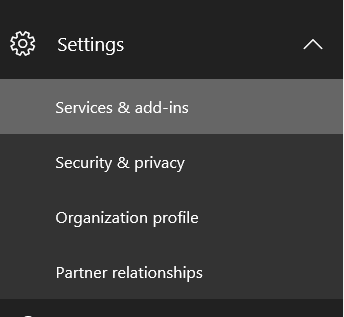 Settings
Services & add-ins
Security & privacy
Organization profile
Partner relationships